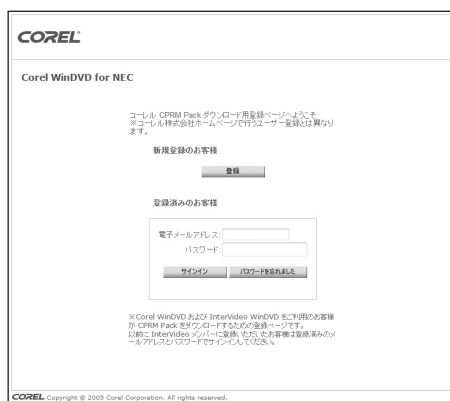 COREL
Corel WinDVD for NEC
コーレル CPRM Pack ダウンロード用登録ページへようこそ
※コーレル株式会社ホームページで行うユーザー登録とは異なり
ます。
新規登録のお客様
登録
登録済みのお客様
電子メールアドレス:
パスワード:
サインイン パスワードを忘れました
※Corel WinDVD および InterVideo WinDVD をご利用のお客様
が CPRM Pack をダウンロードするための登録ページです。
以前に InterVideo メンバーに登録いただいたお客様は登録済みのメ
ールアドレスとパスワードでサインインしてください。
COREL Copyright © 2005 Corel Corporation. All rights reserved.